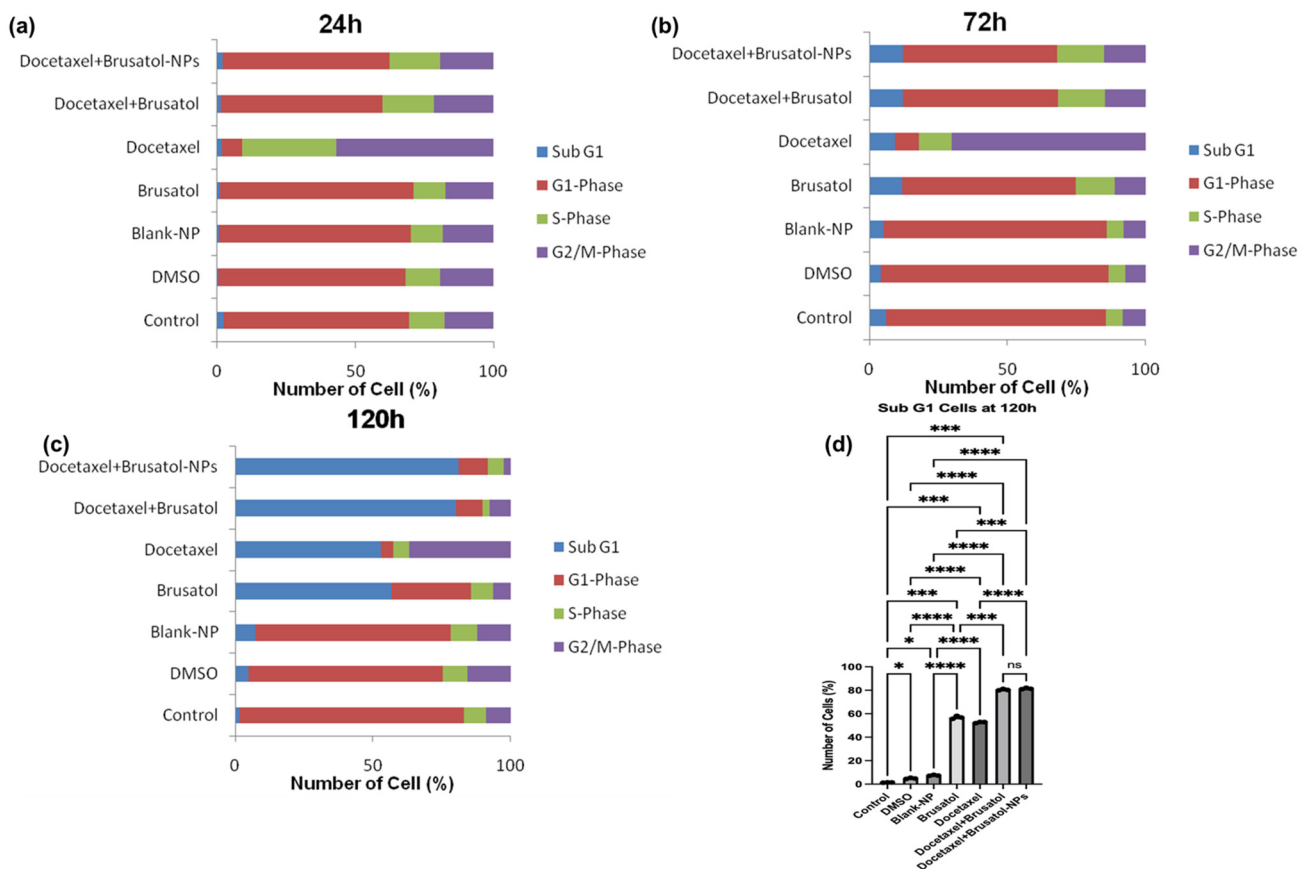 (a)
24h
Docetaxel+Brusatol-NPs
Docetaxel+Brusatol
Docetaxel
Brusatol
Blank-NP
DMSO
Control
0 50 100
Number of Cell (%)
Sub G1
G1-Phase
S-Phase
G2/M-Phase
(b)
72h
Docetaxel+Brusatol-NPs
Docetaxel+Brusatol
Docetaxel
Brusatol
Blank-NP
DMSO
Control
0 50 100
Number of Cell (%)
Sub G1
G1-Phase
S-Phase
G2/M-Phase
(c)
120h
Docetaxel+Brusatol-NPs
Docetaxel+Brusatol
Docetaxel
Brusatol
Blank-NP
DMSO
Control
0 50 100
Number of Cell (%)
Sub G1
G1-Phase
S-Phase
G2/M-Phase
(d)
Sub G1 Cells at 120h
***
****
****
***
***
****
****
*** ****
**** ***
* ****
* ****
ns
100
80
60
40
20
0
Number of Cells (%)
Control
DMSO
Blank-NP
Brusatol
Docetaxel
Docetaxel+Brusatol
Docetaxel+Brusatol-NPs